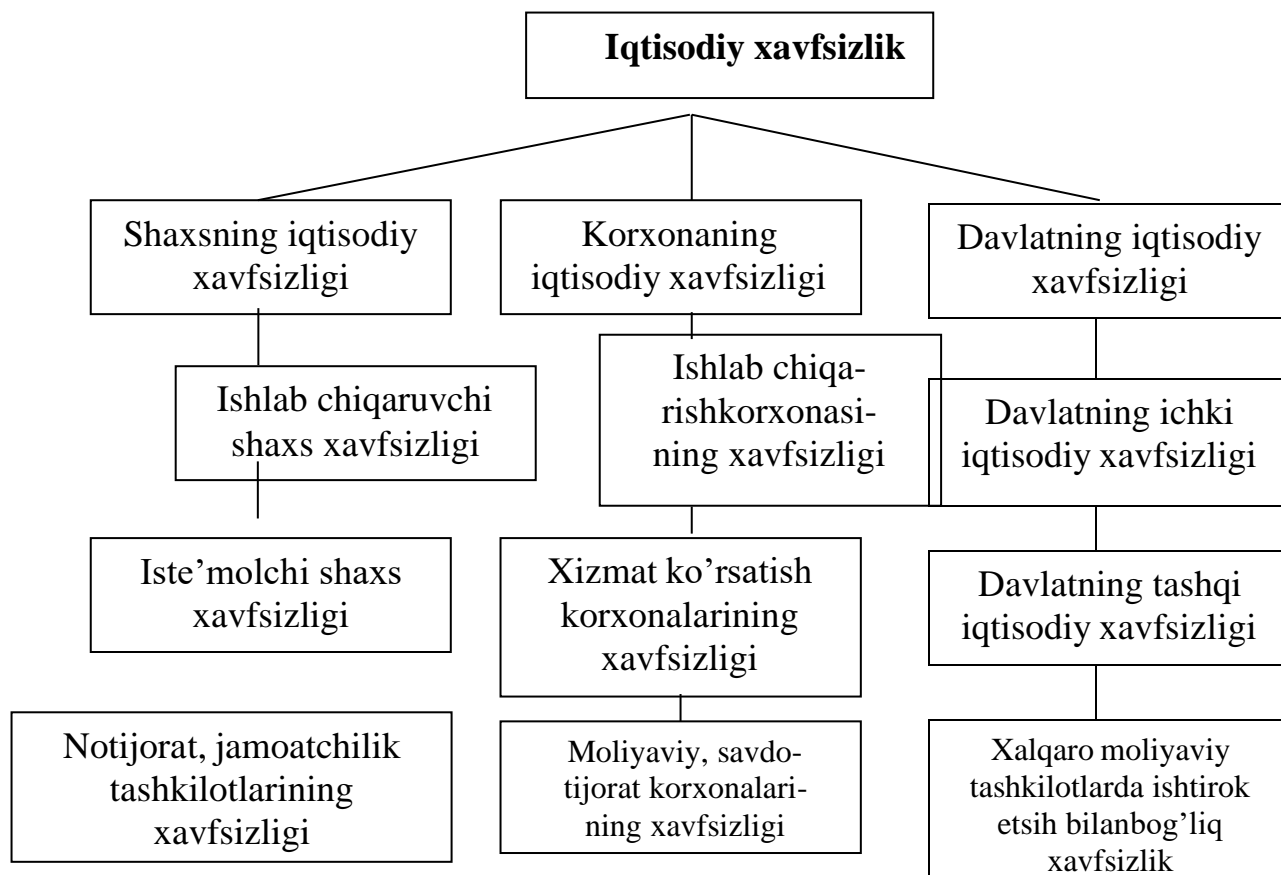 Iqtisodiy xavfsizlik
Shaxsning iqtisodiy
xavfsizligi
Korxonaning
iqtisodiy xavfsizligi
Davlatning iqtisodiy
xavfsizligi
Ishlab chiqaruvchi
shaxs xavfsizligi
Ishlab chiqa-
rishkorxonasi-
ning xavfsizligi
Davlatning ichki
iqtisodiy xavfsizligi
Iste’molchi shaxs
xavfsizligi
Xizmat ko’rsatish
korxonalarining
xavfsizligi
Davlatning tashqi
iqtisodiy xavfsizligi
Notijorat, jamoatchilik
tashkilotlarining
xavfsizligi
Moliyaviy, savdo-
tijorat korxonalari-
ning xavfsizligi
Xalqaro moliyaviy
tashkilotlarda ishtirok
etsih bilanbog’liq
xavfsizlik